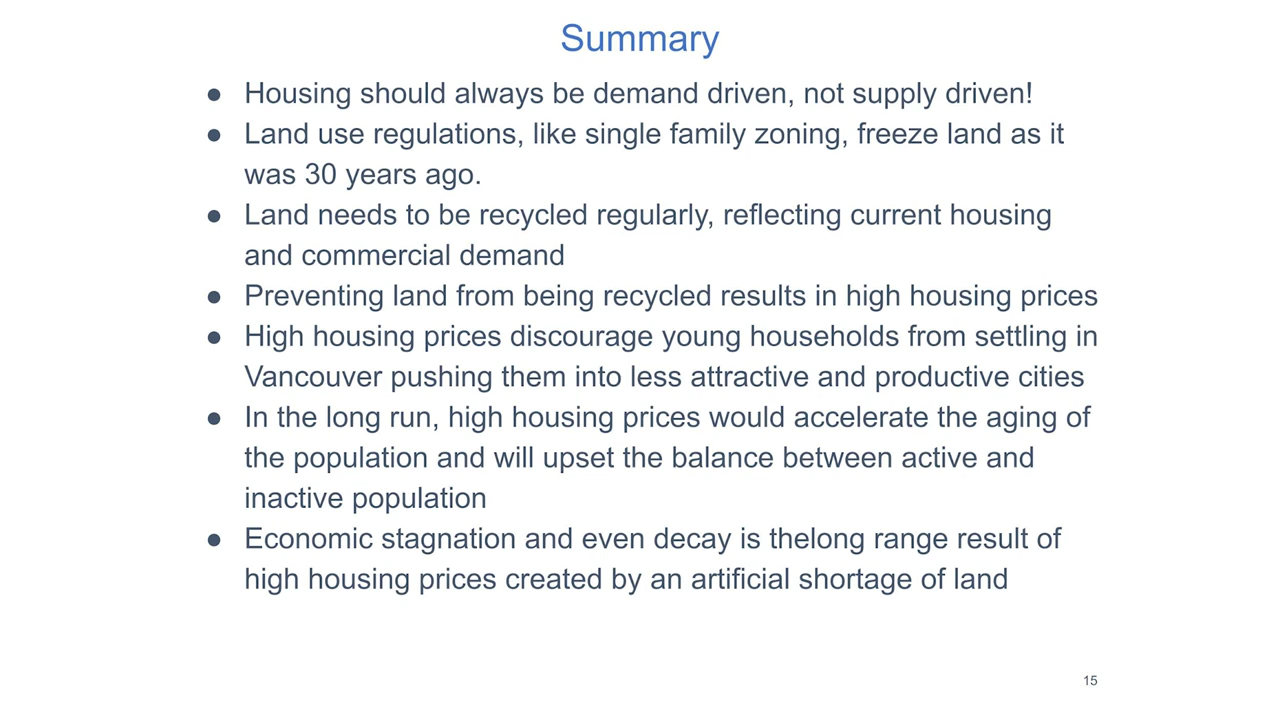 Summary
● Housing should always be demand driven, not supply driven!
● Land use regulations, like single family zoning, freeze land as it
was 30 years ago.
● Land needs to be recycled regularly, reflecting current housing
and commercial demand
● Preventing land from being recycled results in high housing prices
● High housing prices discourage young households from settling in
Vancouver pushing them into less attractive and productive cities
● In the long run, high housing prices would accelerate the aging of
the population and will upset the balance between active and
inactive population
● Economic stagnation and even decay is thelong range result of
high housing prices created by an artificial shortage of land
15